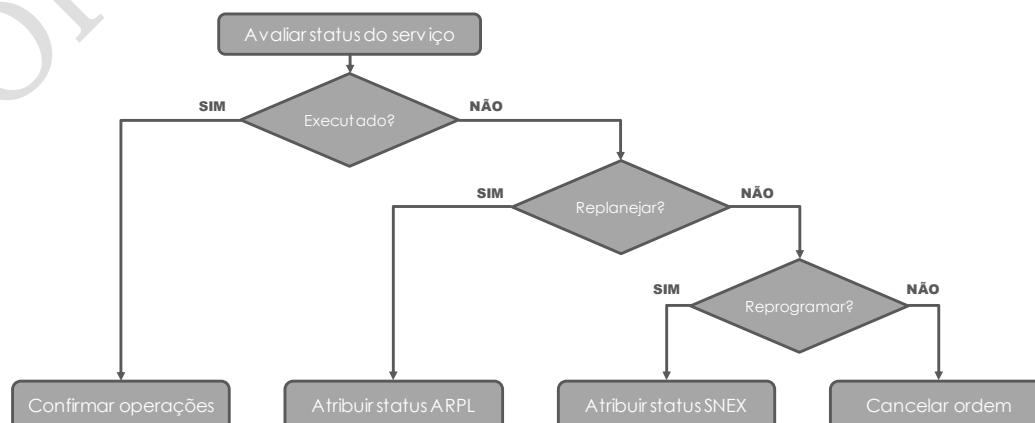 Avaliar status do serviço
SIM
NÃO
Executado?
SIM
NÃO
Replanejar?
SIM
NÃO
Reprogramar?
Confirmar operações
Atribuir status ARPL
Atribuir status SNEX
Cancelar ordem